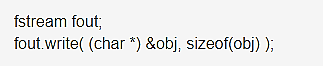 fstream fout;
fout.write( (char *) &obj, sizeof(obj) );